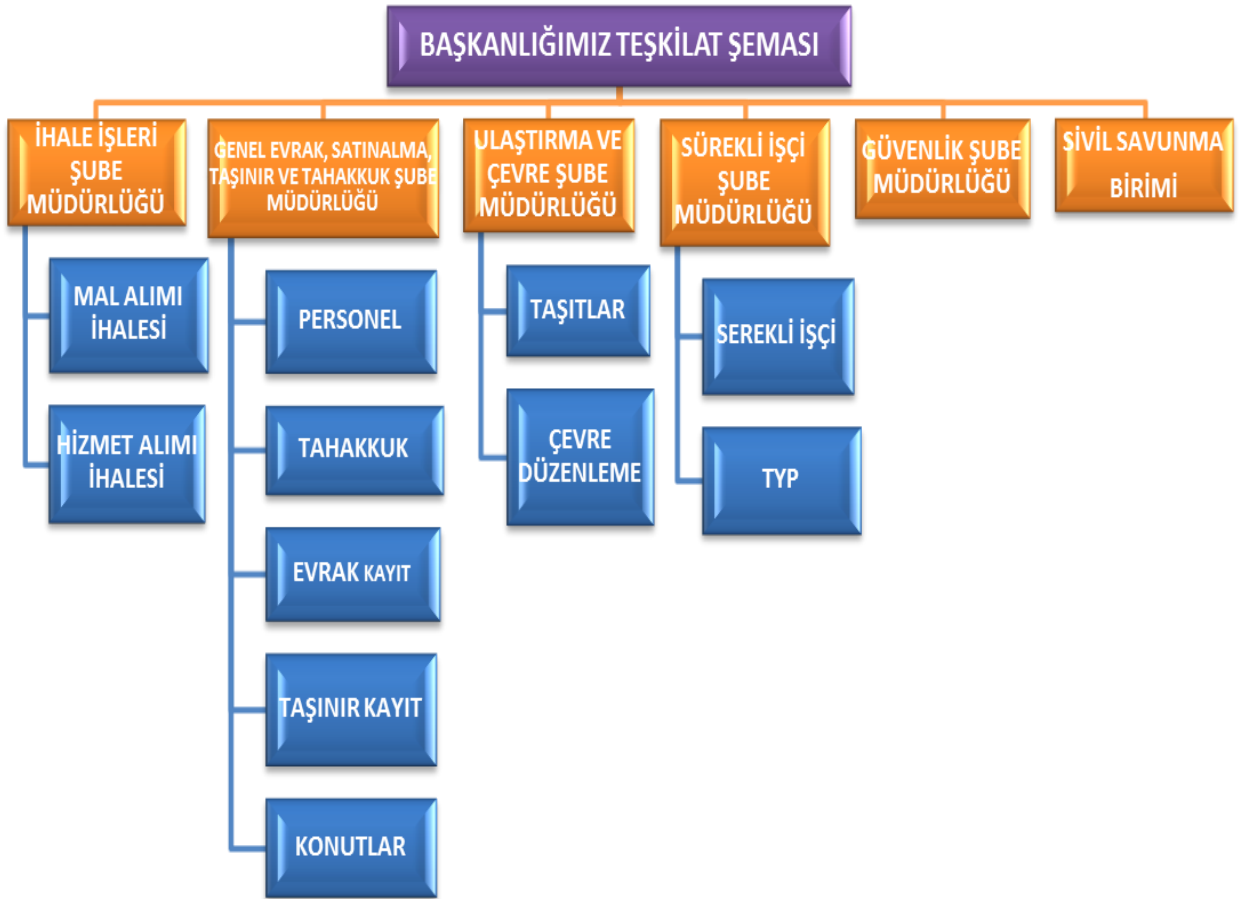 BAŞKANLIĞIMIZ TEŞKİLAT ŞEMASI
İHALE İŞLERİ
ŞUBE
MÜDÜRLÜĞÜ
GENEL EVRAK, SATINALMA,
TAŞINIR VE TAHAKKUK ŞUBE
MÜDÜRLÜĞÜ
ULAŞTIRMA VE
ÇEVRE ŞUBE
MÜDÜRLÜĞÜ
SÜREKLİ İŞÇİ
ŞUBE
MÜDÜRLÜĞÜ
GÜVENLİK ŞUBE
MÜDÜRLÜĞÜ
SİVİL SAVUNMA
BİRİMİ
MAL ALIMI
İHALESİ
HİZMET ALIMI
İHALESİ
PERSONEL
TAHAKKUK
EVRAK KAYIT
TAŞINIR KAYIT
KONUTLAR
TAŞITLAR
ÇEVRE
DÜZENLEME
SEREKLİ İŞÇİ
TYP